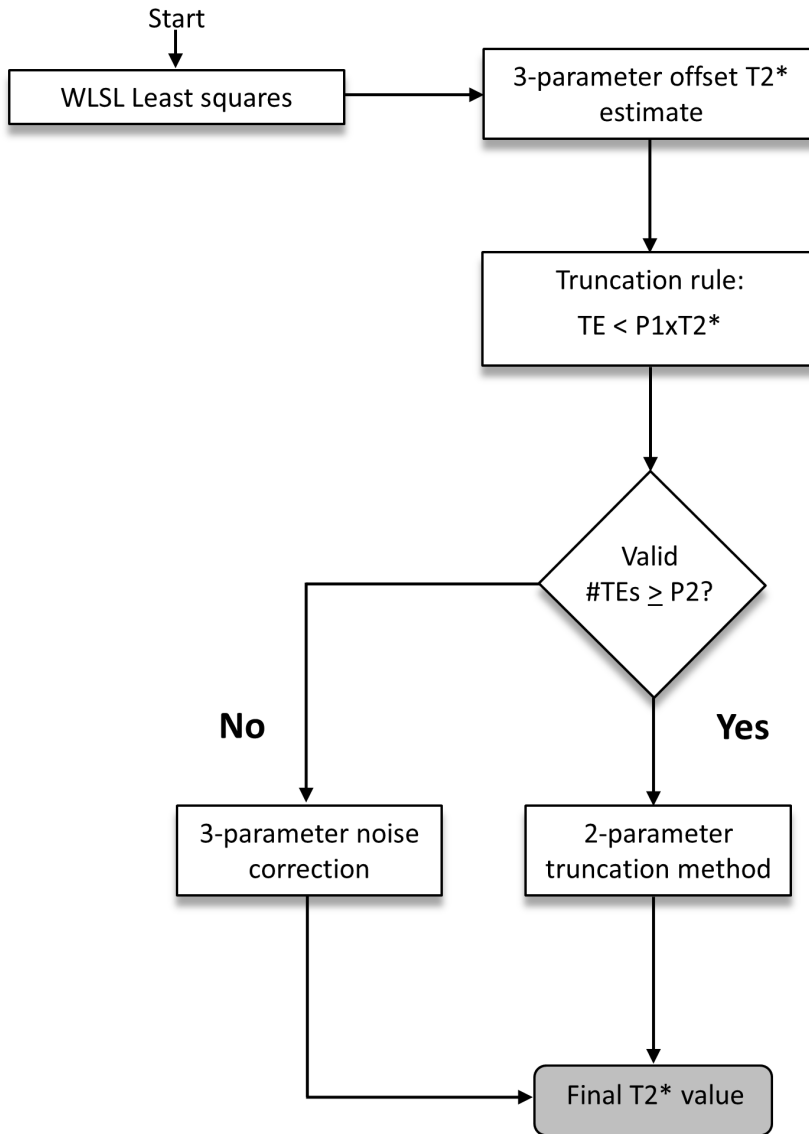 Start
WLSL Least squares
3-parameter offset T2*
estimate
Truncation rule:
TE < P1xT2*
Valid
#TEs ≥ P2?
No
Yes
3-parameter noise
correction
2-parameter
truncation method
Final T2* value